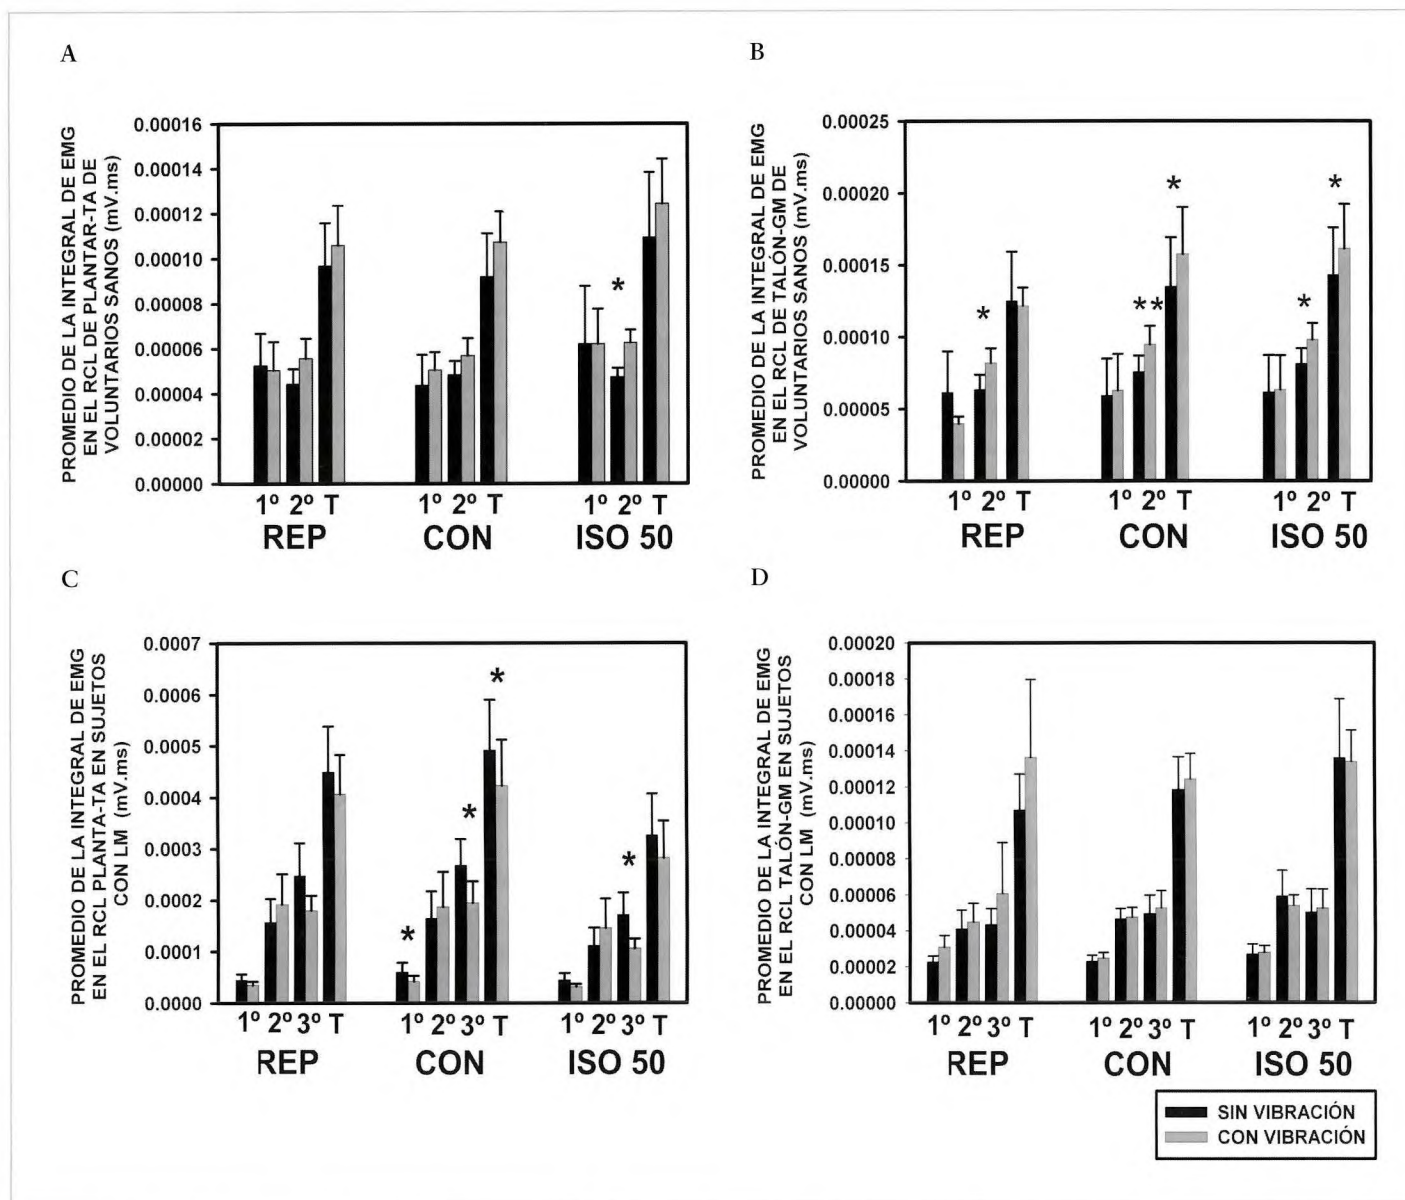 A
PROMEDIO DE LA INTEGRAL DE EMG
EN EL RCL DE PLANTAR-TA DE
VOLUNTARIOS SANOS (mV.ms)
0.00016
0.00014
0.00012
0.00010
0.00008
0.00006
0.00004
0.00002
0.00000
*
1º 2º T
1º 2º T
1º 2º T
REP
CON
ISO 50
B
PROMEDIO DE LA INTEGRAL DE EMG
EN EL RCL DE TALÓN-GM DE
VOLUNTARIOS SANOS (mV.ms)
0.00025
0.00020
0.00015
0.00010
0.00005
0.00000
*
**
*
*
*
1º 2º T
1º 2º T
1º 2º T
REP
CON
ISO 50
C
PROMEDIO DE LA INTEGRAL DE EMG
EN EL RCL PLANTA-TA EN SUJETOS
CON LM (mV.ms)
0.0007
0.0006
0.0005
0.0004
0.0003
0.0002
0.0001
0.0000
*
*
*
*
1º 2º 3º T
1º 2º 3º T
1º 2º 3º T
REP
CON
ISO 50
D
PROMEDIO DE LA INTEGRAL DE EMG
EN EL RCL TALÓN-GM EN SUJETOS
CON LM (mV.ms)
0.00020
0.00018
0.00016
0.00014
0.00012
0.00010
0.00008
0.00006
0.00004
0.00002
0.00000
1º 2º 3º T
1º 2º 3º T
1º 2º 3º T
REP
CON
ISO 50
SIN VIBRACIÓN
CON VIBRACIÓN